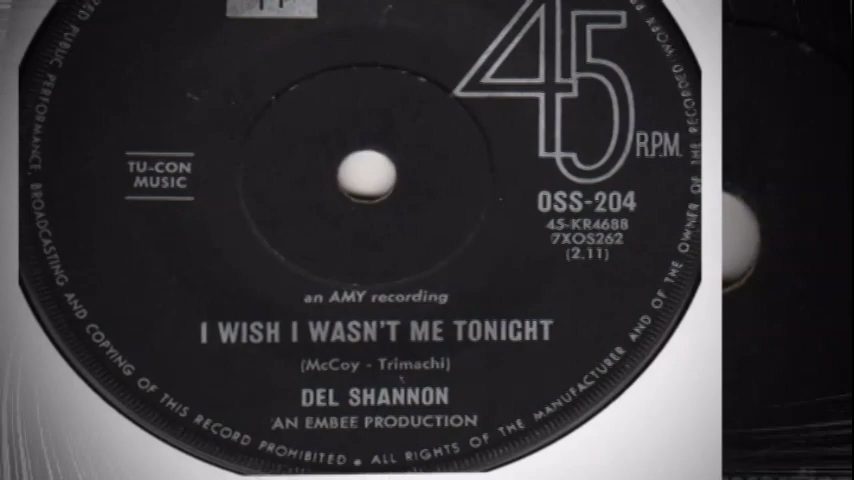 45
R.P.M.
TU-CON
MUSIC
OSS-204
45-KR4688
7XOS262
(2.11)
an AMY recording
I WISH I WASN'T ME TONIGHT
(McCoy - Trimachi)
DEL SHANNON
AN EMBEE PRODUCTION
PUBLIC PERFORMANCE, BROADCASTING AND COPYING OF THIS RECORD PROHIBITED • ALL RIGHTS OF THE MANUFACTURER AND OF THE OWNER OF THE RECORDED WORK